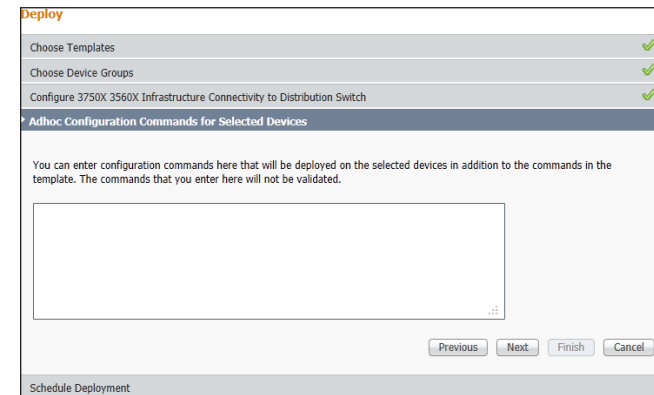 Deploy
Choose Templates
Choose Device Groups
Configure 3750X 3560X Infrastructure Connectivity to Distribution Switch
Adhoc Configuration Commands for Selected Devices
You can enter configuration commands here that will be deployed on the selected devices in addition to the commands in the
template. The commands that you enter here will not be validated.
Previous Next Finish Cancel
Schedule Deployment